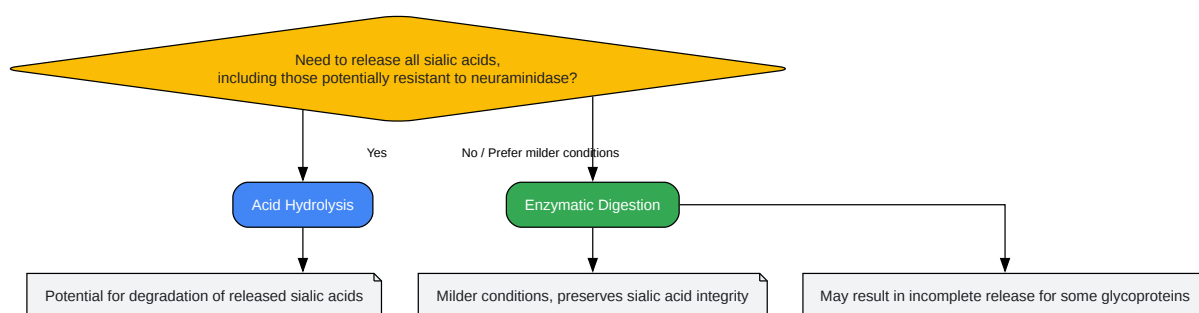 Need to release all sialic acids,
including those potentially resistant to neuraminidase?
Yes
No / Prefer milder conditions
Acid Hydrolysis
Enzymatic Digestion
Potential for degradation of released sialic acids
Milder conditions, preserves sialic acid integrity
May result in incomplete release for some glycoproteins